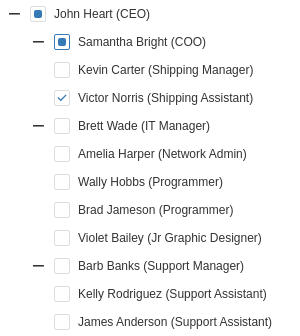 John Heart (CEO)
Samantha Bright (COO)
Kevin Carter (Shipping Manager)
Victor Norris (Shipping Assistant)
Brett Wade (IT Manager)
Amelia Harper (Network Admin)
Wally Hobbs (Programmer)
Brad Jameson (Programmer)
Violet Bailey (Jr Graphic Designer)
Barb Banks (Support Manager)
Kelly Rodriguez (Support Assistant)
James Anderson (Support Assistant)